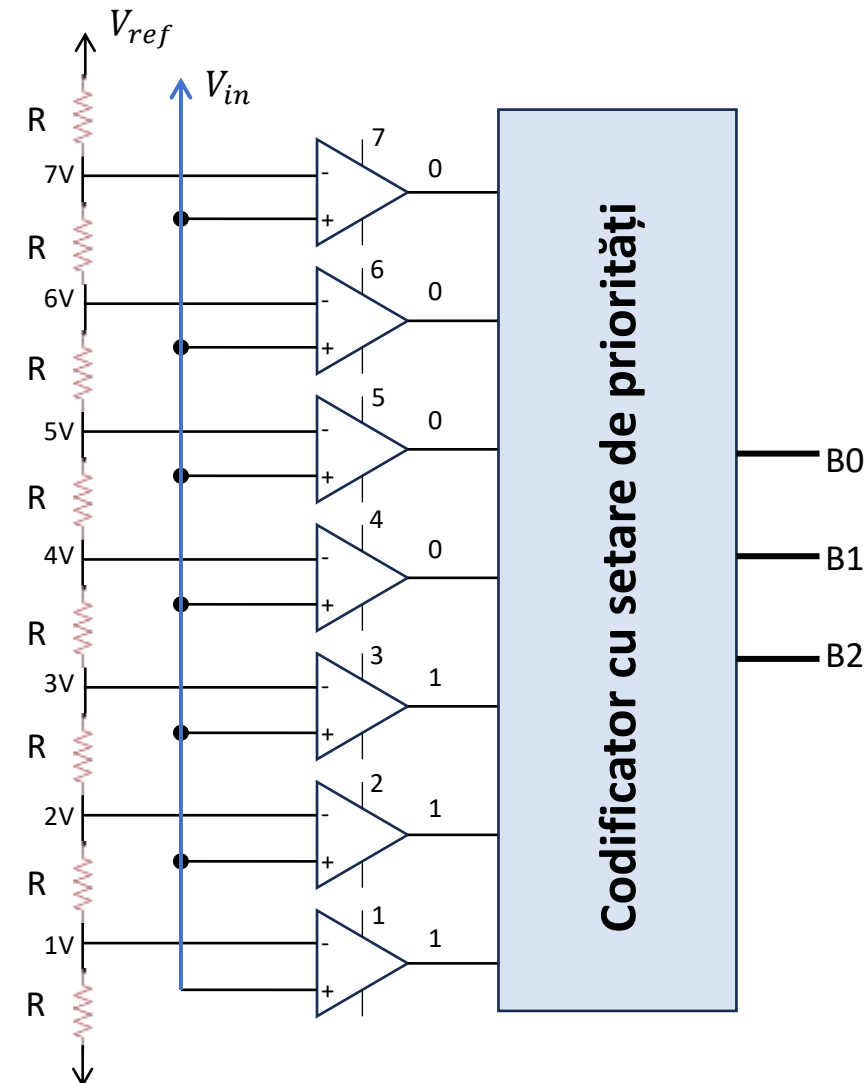 V_ref
V_in
R
7
7V
-
0
+
R
6
6V
-
0
+
R
5
5V
-
0
+
R
4
4V
-
0
+
R
3
3V
-
1
+
R
2
2V
-
1
+
R
1
1V
-
1
+
R
Codificator cu setare de priorități
B0
B1
B2